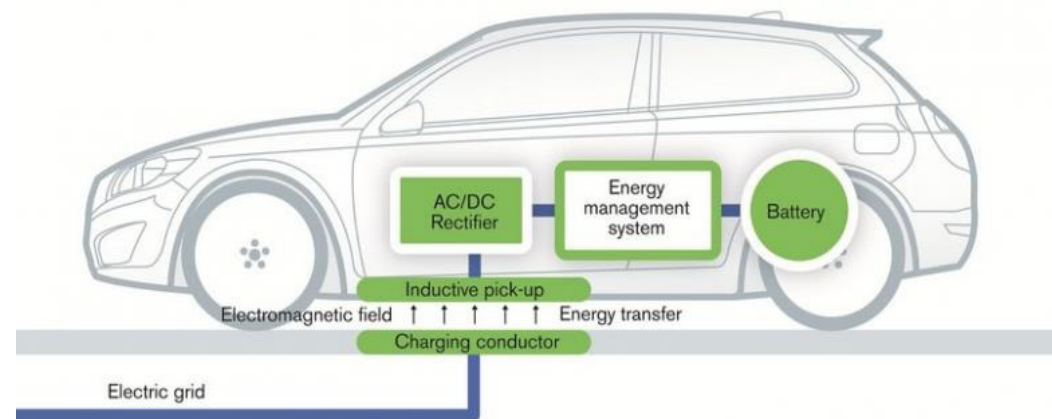 AC/DC
Rectifier
Energy
management
system
Battery
Inductive pick-up
Electromagnetic field
Energy transfer
Charging conductor
Electric grid